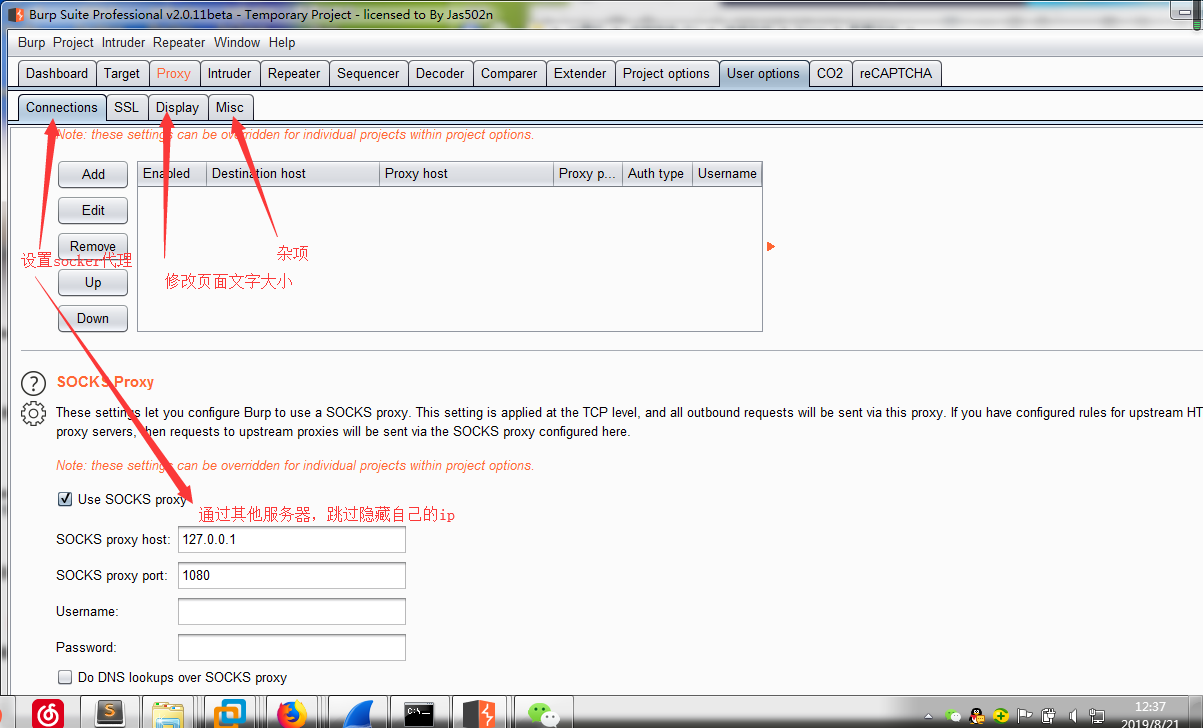 Burp Suite Professional v2.0.11beta - Temporary Project - licensed to By Jas502n
Burp Project Intruder Repeater Window Help
Dashboard Target Proxy Intruder Repeater Sequencer Decoder Comparer Extender Project options User options CO2 reCAPTCHA
Connections SSL Display Misc
Note: these settings can be overridden for individual projects within project options.
Add Enabled Destination host Proxy host Proxy p... Auth type Username
Edit
Remove
设置socker代理
杂项
Up
修改页面文字大小
Down
SOCKS Proxy
These settings let you configure Burp to use a SOCKS proxy. This setting is applied at the TCP level, and all outbound requests will be sent via this proxy. If you have configured rules for upstream HT
proxy servers, then requests to upstream proxies will be sent via the SOCKS proxy configured here.
Note: these settings can be overridden for individual projects within project options.
Use SOCKS proxy
通过其他服务器，跳过隐藏自己的ip
SOCKS proxy host: 127.0.0.1
SOCKS proxy port: 1080
Username:
Password:
Do DNS lookups over SOCKS proxy
12:37
2019/8/21